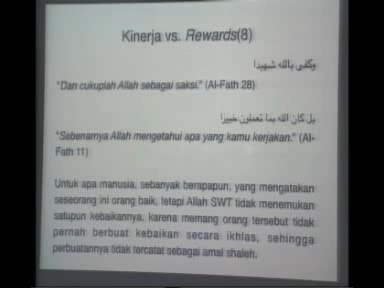 Kinerja vs. Rewards(8)
وكفى بالله شهيدا
"Dan cukuplah Allah sebagai saksi." (Al-Fath 28)
بل كان الله بما تعملون خبيرا
"Sebenarnya Allah mengetahui apa yang kamu kerjakan." (Al-
Fath 11)
Untuk apa manusia, sebanyak berapapun, yang mengatakan
seseorang ini orang baik, tetapi Allah SWT tidak menemukan
satupun kebaikannya, karena memang orang tersebut tidak
pernah berbuat kebaikan secara ikhlas, sehingga
perbuatannya tidak tercatat sebagai amal shaleh.